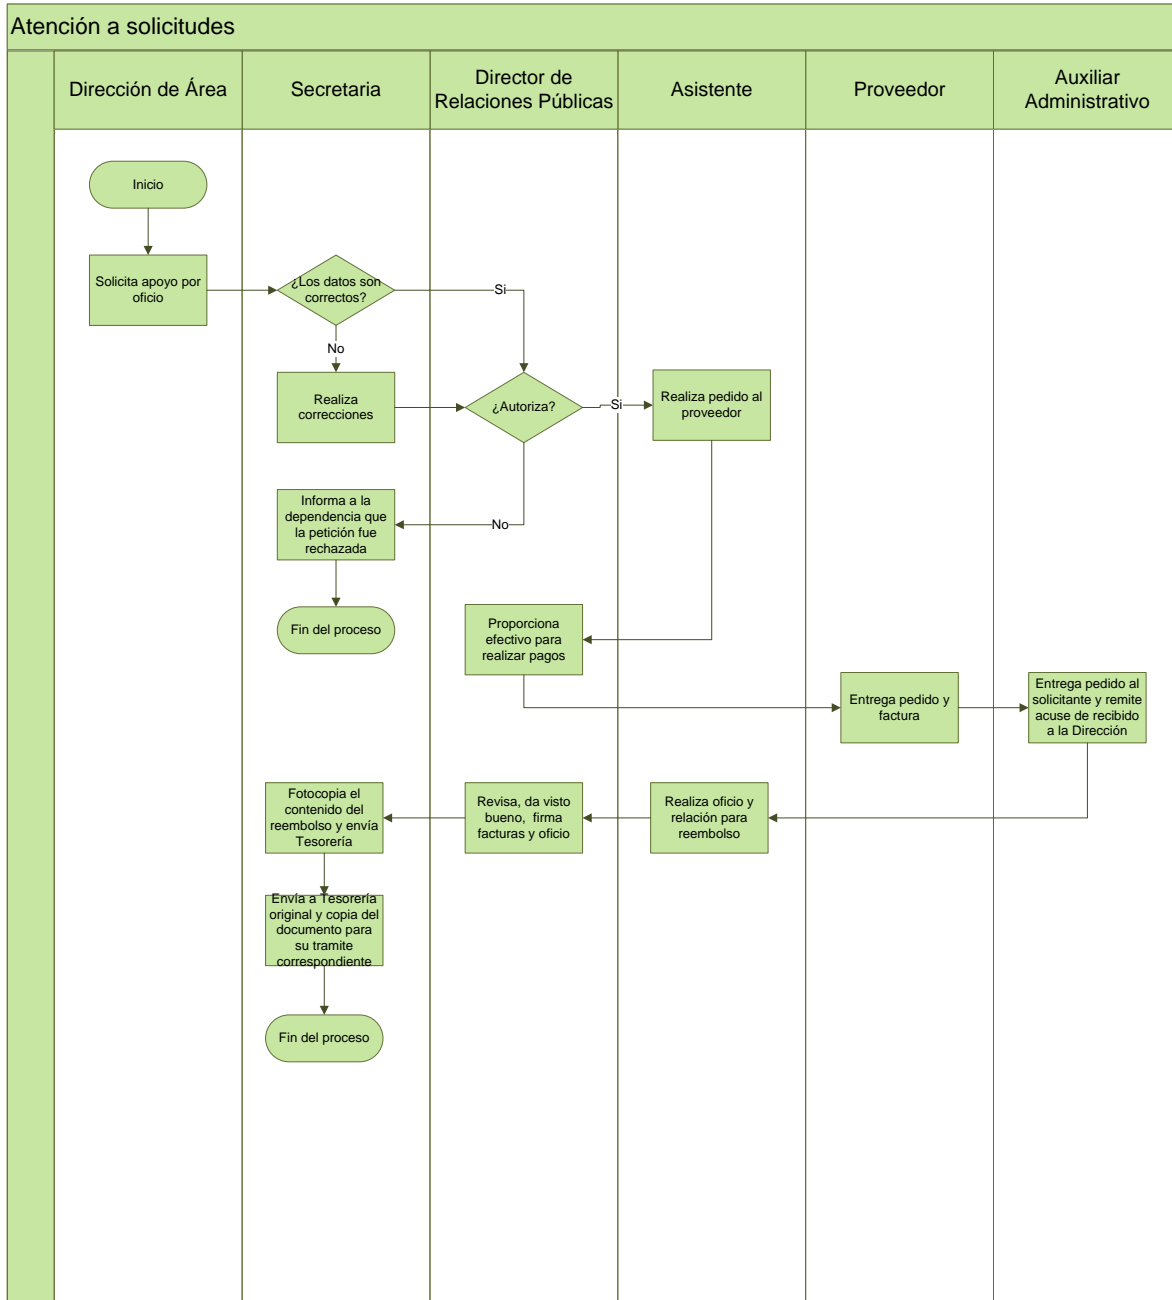 Atención a solicitudes
Dirección de Área
Secretaria
Director de
Relaciones Públicas
Asistente
Proveedor
Auxiliar
Administrativo
Inicio
Solicita apoyo por
oficio
¿Los datos son
correctos?
Si
No
Realiza
correcciones
¿Autoriza?
Si
Realiza pedido al
proveedor
Informa a la
dependencia que
la petición fue
rechazada
No
Fin del proceso
Proporciona
efectivo para
realizar pagos
Entrega pedido y
factura
Entrega pedido al
solicitante y remite
acuse de recibido
a la Dirección
Fotocopia el
contenido del
reembolso y envía
Tesorería
Revisa, da visto
bueno, firma
facturas y oficio
Realiza oficio y
relación para
reembolso
Envía a Tesorería
original y copia del
documento para
su tramite
correspondiente
Fin del proceso